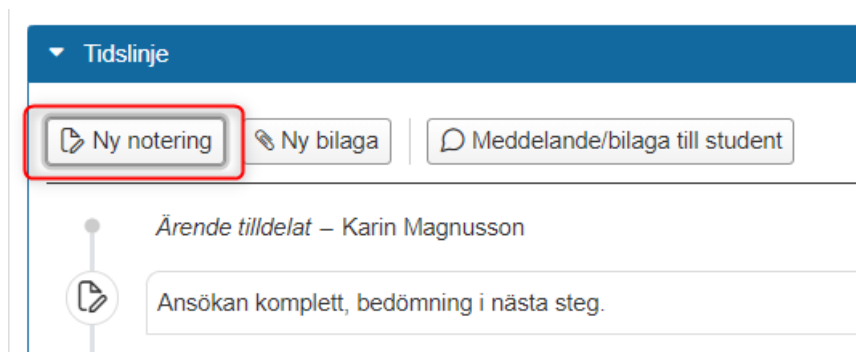 Tidslinje
Ny notering Ny bilaga Meddelande/bilaga till student
Ärende tilldelat – Karin Magnusson
Ansökan komplett, bedömning i nästa steg.